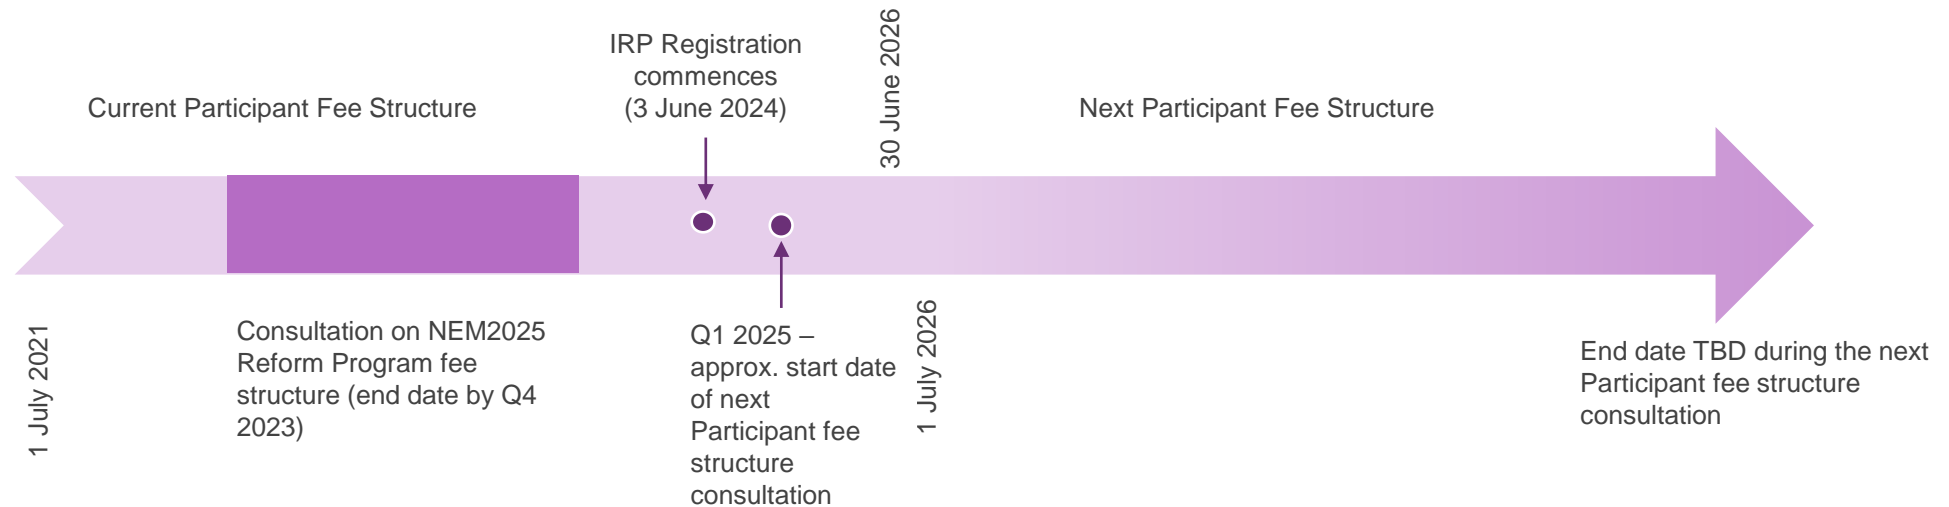 Current Participant Fee Structure
IRP Registration
commences
(3 June 2024)
30 June 2026
Next Participant Fee Structure
1 July 2021
Consultation on NEM2025
Reform Program fee
structure (end date by Q4
2023)
Q1 2025 –
approx. start date
of next
Participant fee
structure
consultation
1 July 2026
End date TBD during the next
Participant fee structure
consultation